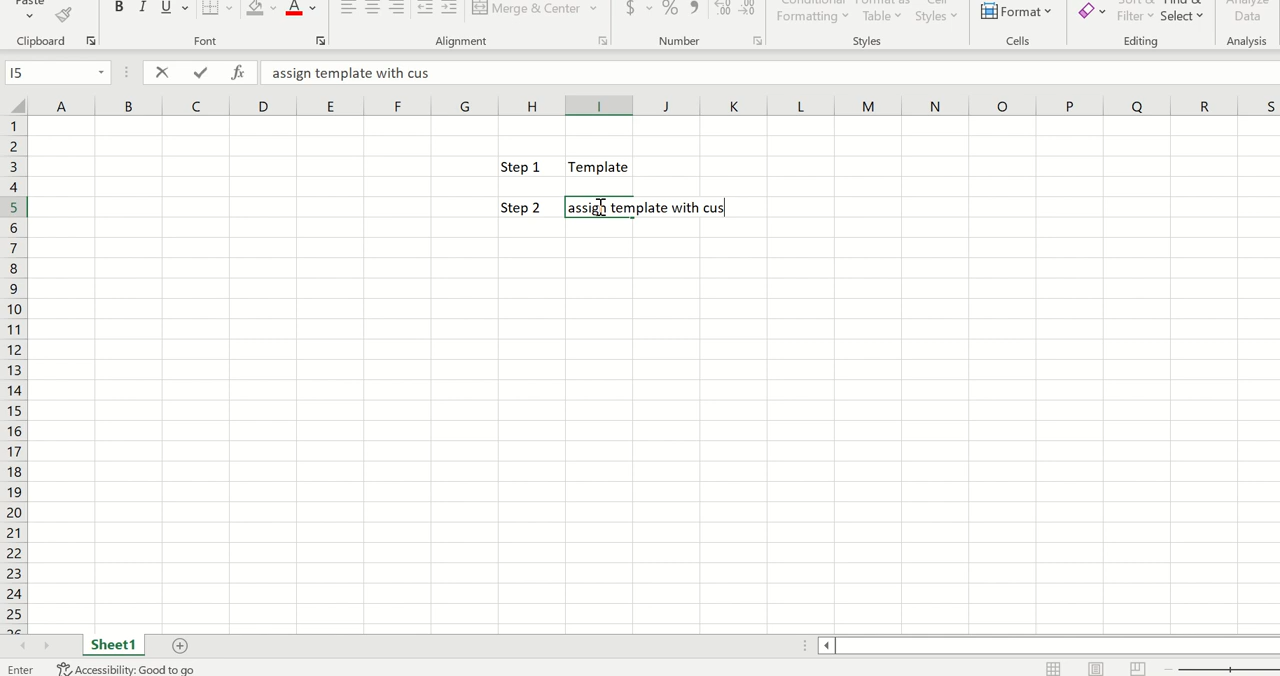 Paste
B I U A Merge & Center $ % 9 Conditional Format as Cell Sort & Find & Analyze
Formatting Table Styles Format Filter Select Data
Clipboard Font Alignment Number Styles Cells Editing Analysis
I5 fx assign template with cus
A B C D E F G H I J K L M N O P Q R S
1
2
3 Step 1 Template
4
5 Step 2 assign template with cus
6
7
8
9
10
11
12
13
14
15
16
17
18
19
20
21
22
23
24
25
26
Sheet1
Enter Accessibility: Good to go